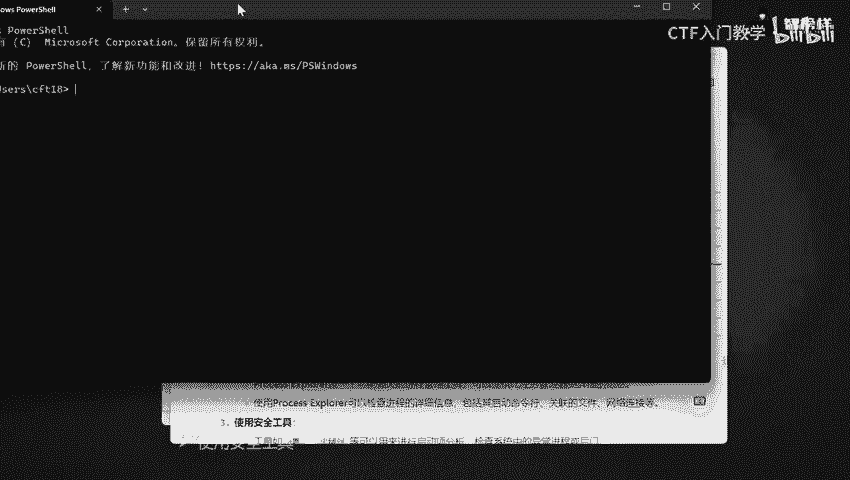 ows PowerShell
CTF入门教学 bilibili
s PowerShell
有 (C) Microsoft Corporation。保留所有权利。
新的 PowerShell，了解新功能和改进！https://aka.ms/PSWindows
Users\cft18>
使用Process Explorer可以检查进程的详细信息，包括其启动命令行、关联的文件、网络连接等。
3. 使用安全工具:
等可以用来进行启动项分析，检查系统中的异常进程或后门
使用安全工具